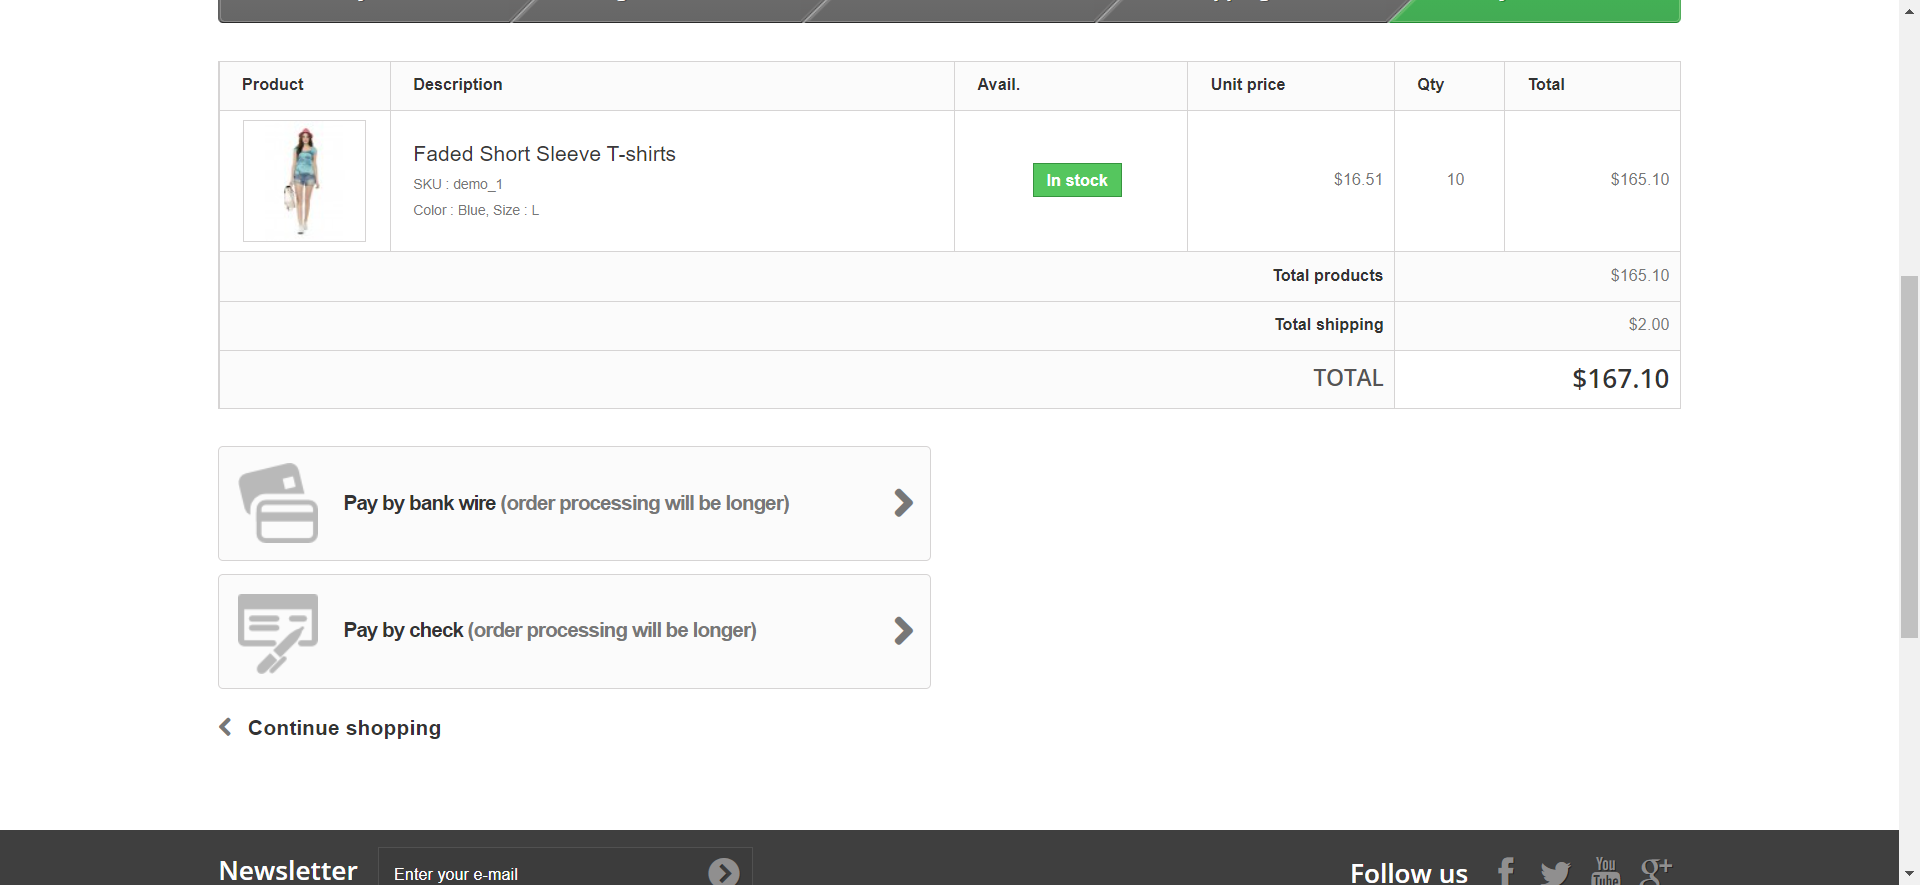 Product Description Avail. Unit price Qty Total
Faded Short Sleeve T-shirts
SKU : demo_1
Color : Blue, Size : L
In stock
$16.51
10
$165.10
Total products $165.10
Total shipping $2.00
TOTAL $167.10
Pay by bank wire (order processing will be longer)
Pay by check (order processing will be longer)
Continue shopping
Newsletter
Enter your e-mail
Follow us
You
Tube
g+